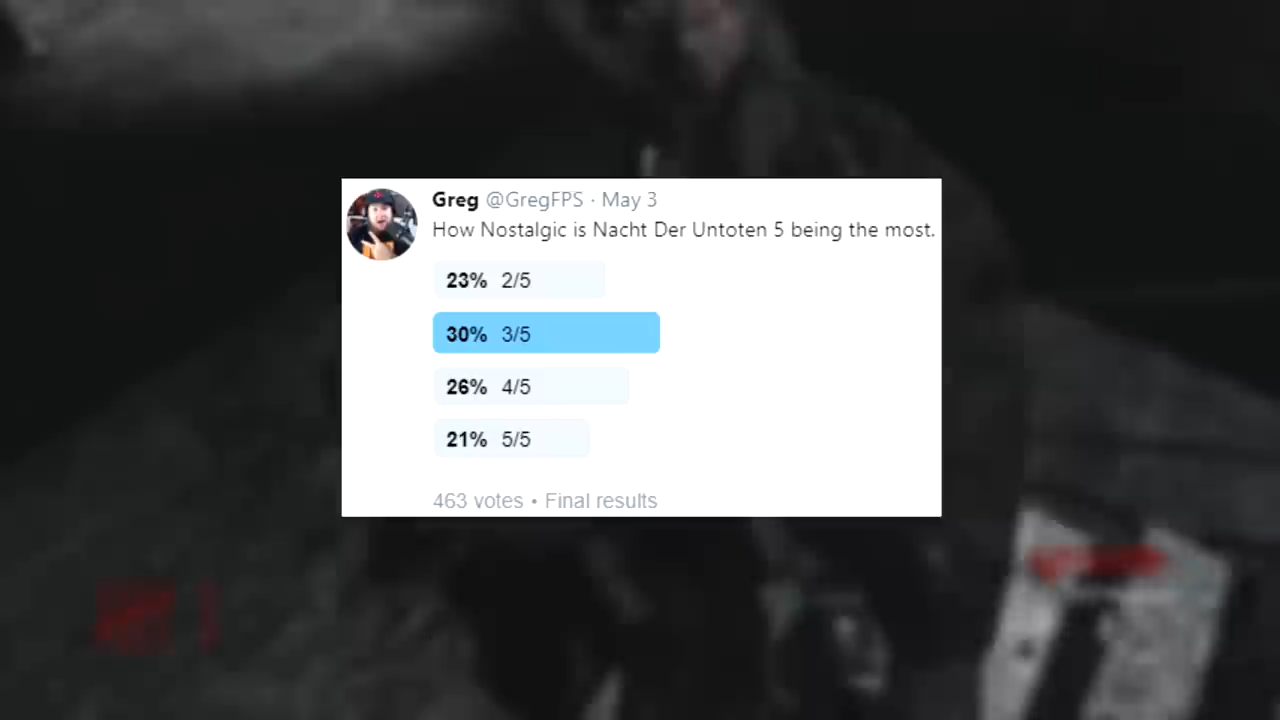 Greg @GregFPS · May 3
How Nostalgic is Nacht Der Untoten 5 being the most.
23% 2/5
30% 3/5
26% 4/5
21% 5/5
463 votes • Final results